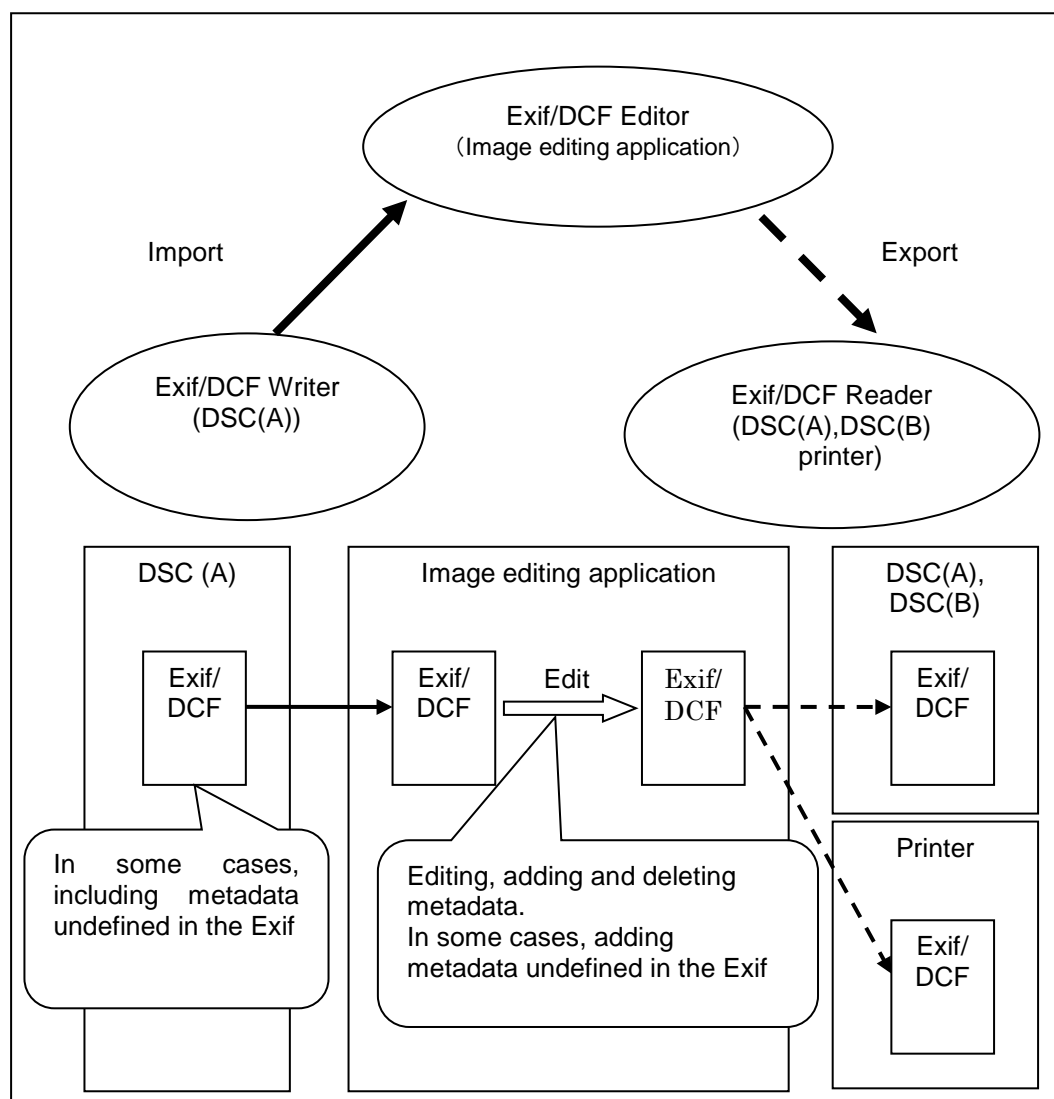 Exif/DCF Editor
（Image editing application）
Import
Export
Exif/DCF Writer
(DSC(A))
Exif/DCF Reader
(DSC(A),DSC(B)
printer)
DSC (A)
Exif/
DCF
In some cases,
including metadata
undefined in the Exif
Image editing application
Exif/
DCF
Edit
Exif/
DCF
Editing, adding and deleting
metadata.
In some cases, adding
metadata undefined in the Exif
DSC(A),
DSC(B)
Exif/
DCF
Printer
Exif/
DCF